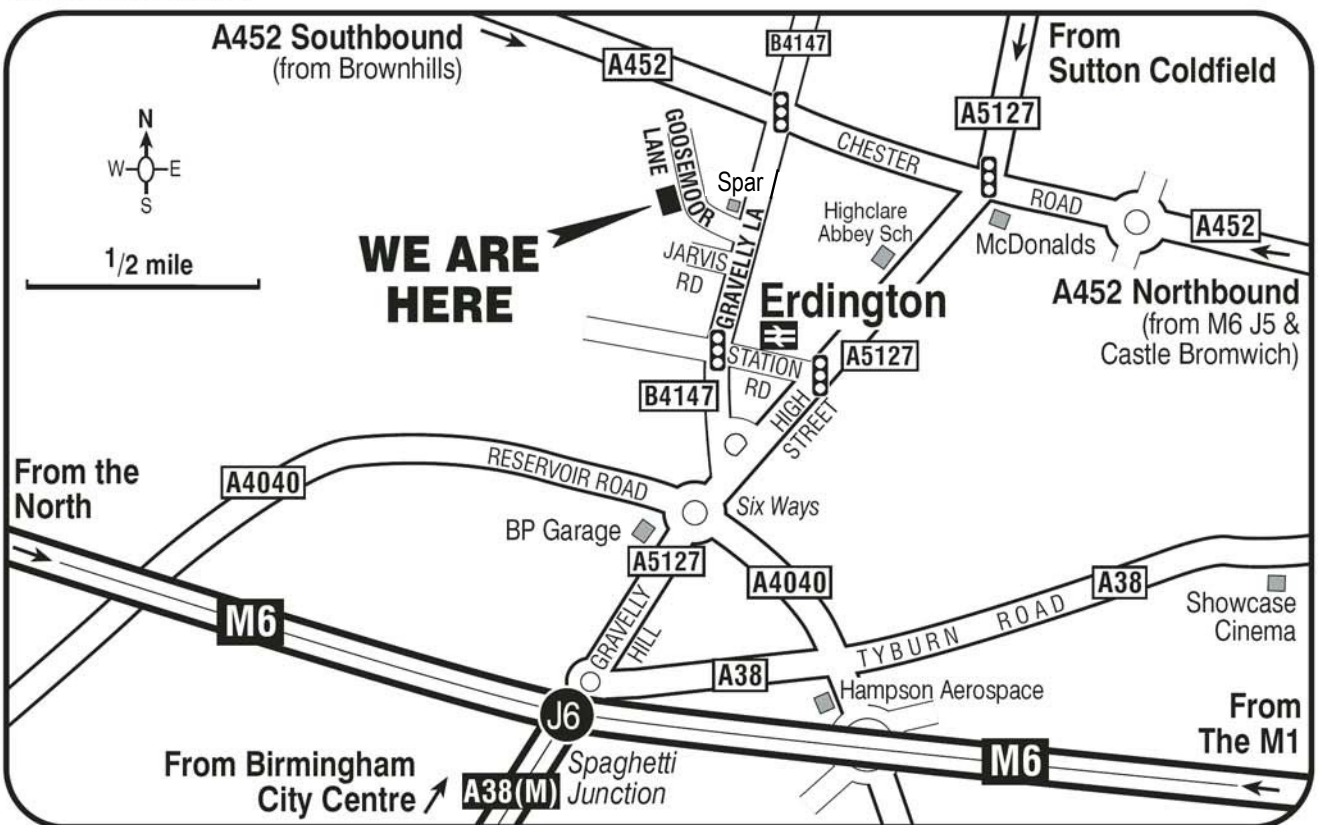 A452 Southbound
(from Brownhills)
A452
B4147
From
Sutton Coldfield
A5127
N
W
E
S
1/2 mile
GOOSEMOOR
LANE
Spar
CHESTER
ROAD
A452
Highclare
Abbey Sch
McDonalds
WE ARE
HERE
JARVIS
RD
GRAVELLY LA
Erdington
A452 Northbound
(from M6 J5 &
Castle Bromwich)
STATION
RD
A5127
B4147
HIGH
STREET
From the
North
A4040
RESERVOIR ROAD
Six Ways
BP Garage
A5127
A4040
A38
TYBURN ROAD
Showcase
Cinema
M6
GRAVELLY
HILL
A38
Hampson Aerospace
J6
From
The M1
M6
From Birmingham
City Centre
A38(M)
Spaghetti
Junction